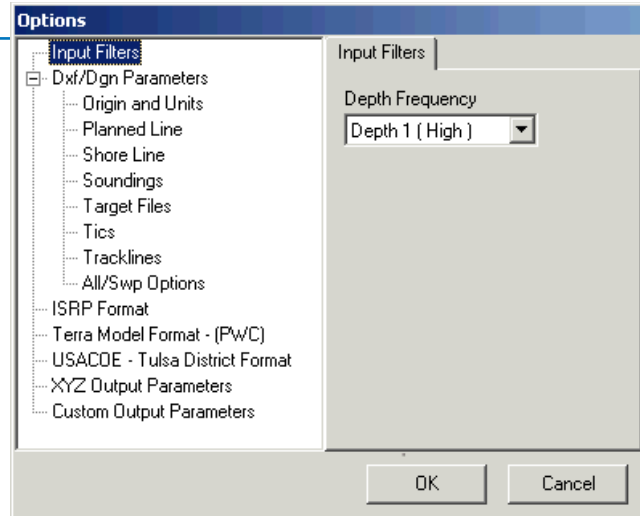 Options
Input Filters
Dxf/Dgn Parameters
Origin and Units
Planned Line
Shore Line
Soundings
Target Files
Tics
Tracklines
All/Swp Options
ISRP Format
Terra Model Format - (PWC)
USACOE - Tulsa District Format
XYZ Output Parameters
Custom Output Parameters
Input Filters
Depth Frequency
Depth 1 ( High )
OK
Cancel